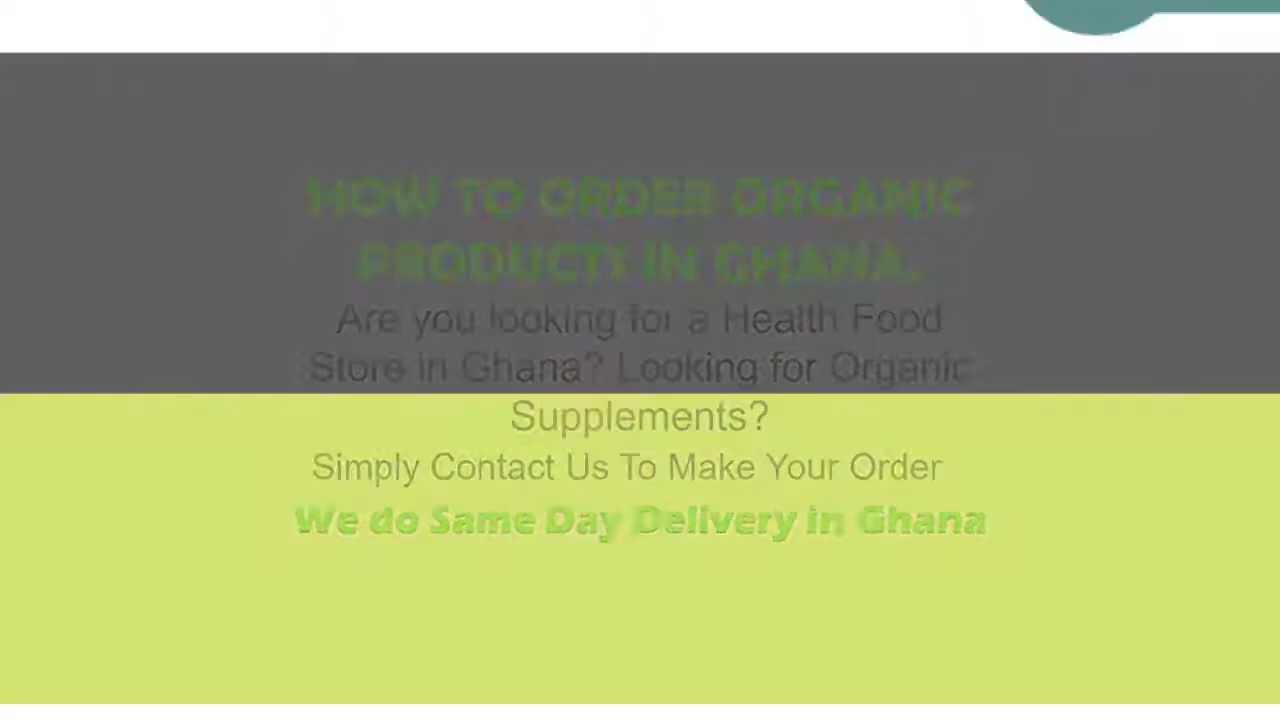 HOW TO ORDER ORGANIC
PRODUCTS IN GHANA.
Are you looking for a Health Food
Store in Ghana? Looking for Organic
Supplements?
Simply Contact Us To Make Your Order
We do Same Day Delivery in Ghana